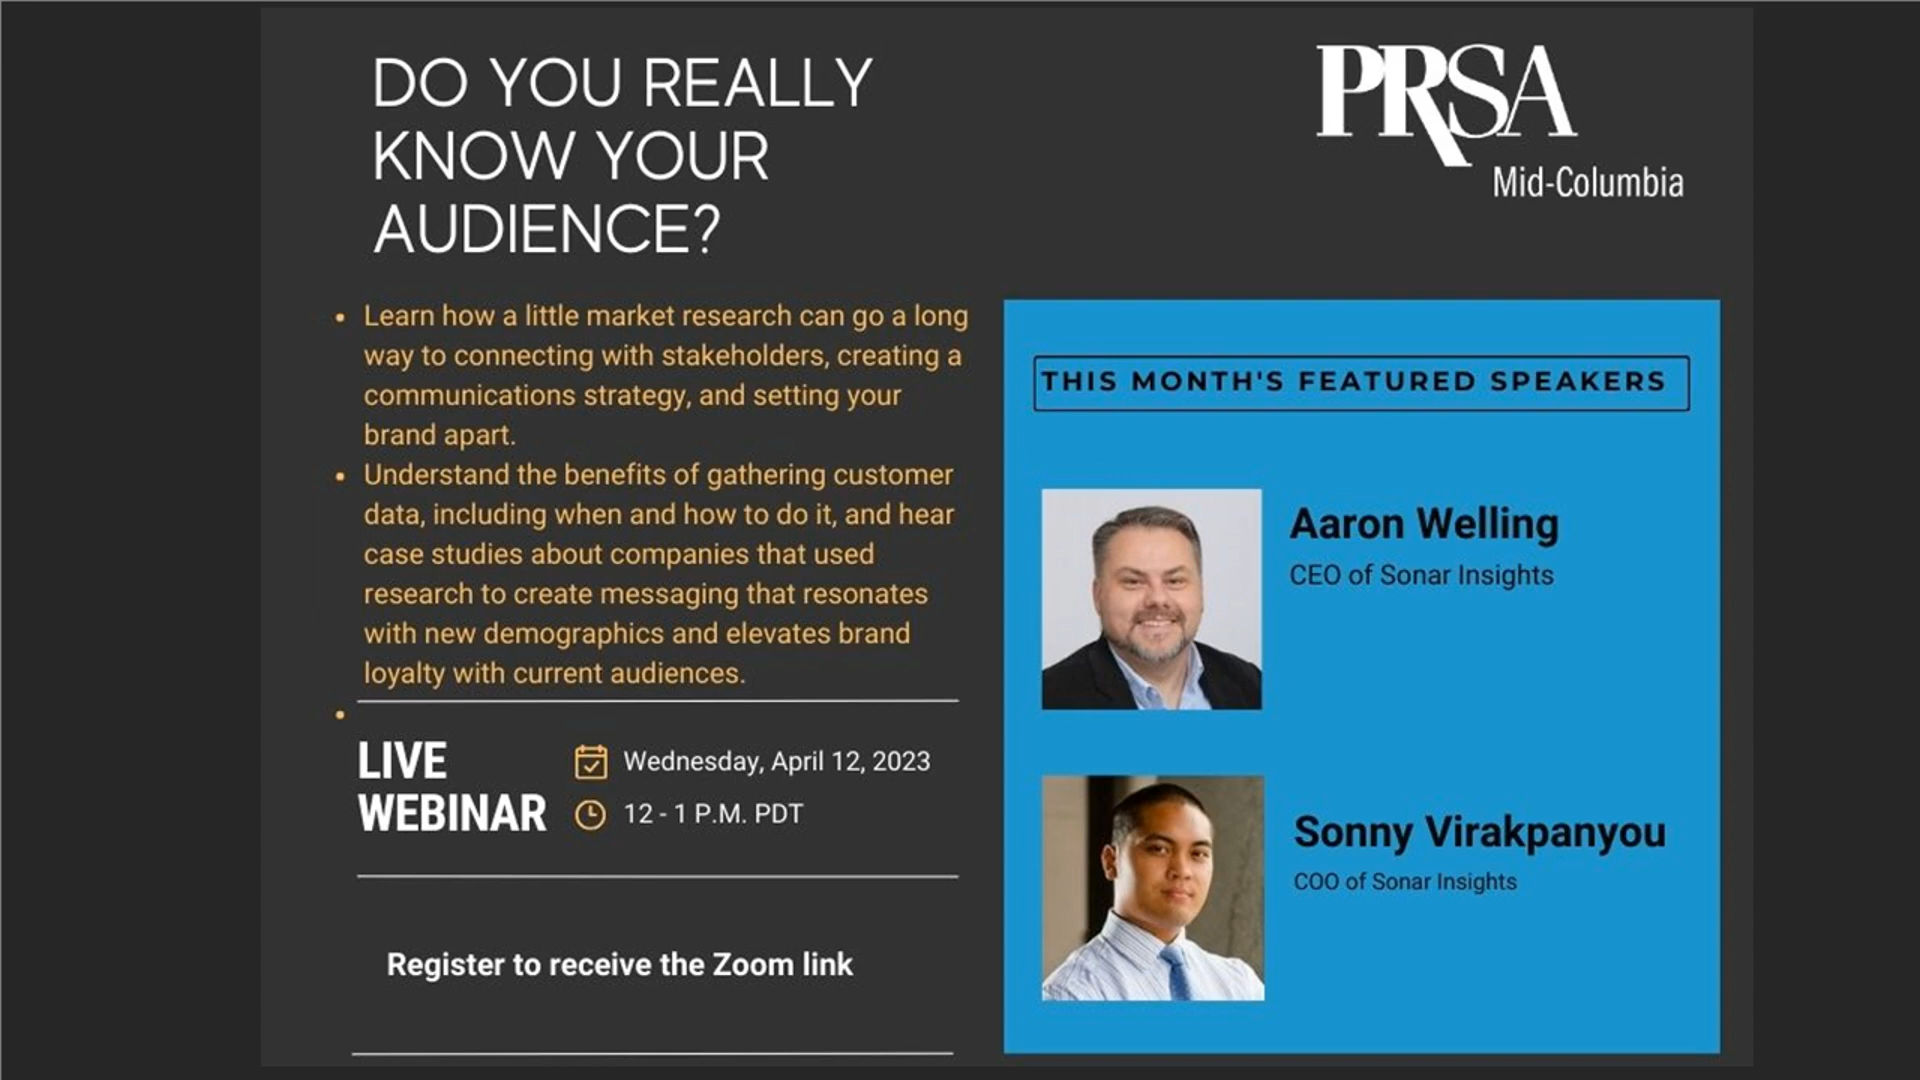 DO YOU REALLY
KNOW YOUR
AUDIENCE?
PRSA
Mid-Columbia
• Learn how a little market research can go a long
way to connecting with stakeholders, creating a
communications strategy, and setting your
brand apart.
• Understand the benefits of gathering customer
data, including when and how to do it, and hear
case studies about companies that used
research to create messaging that resonates
with new demographics and elevates brand
loyalty with current audiences.
•
LIVE
WEBINAR
Wednesday, April 12, 2023
12 - 1 P.M. PDT
Register to receive the Zoom link
THIS MONTH'S FEATURED SPEAKERS
Aaron Welling
CEO of Sonar Insights
Sonny Virakpanyou
COO of Sonar Insights